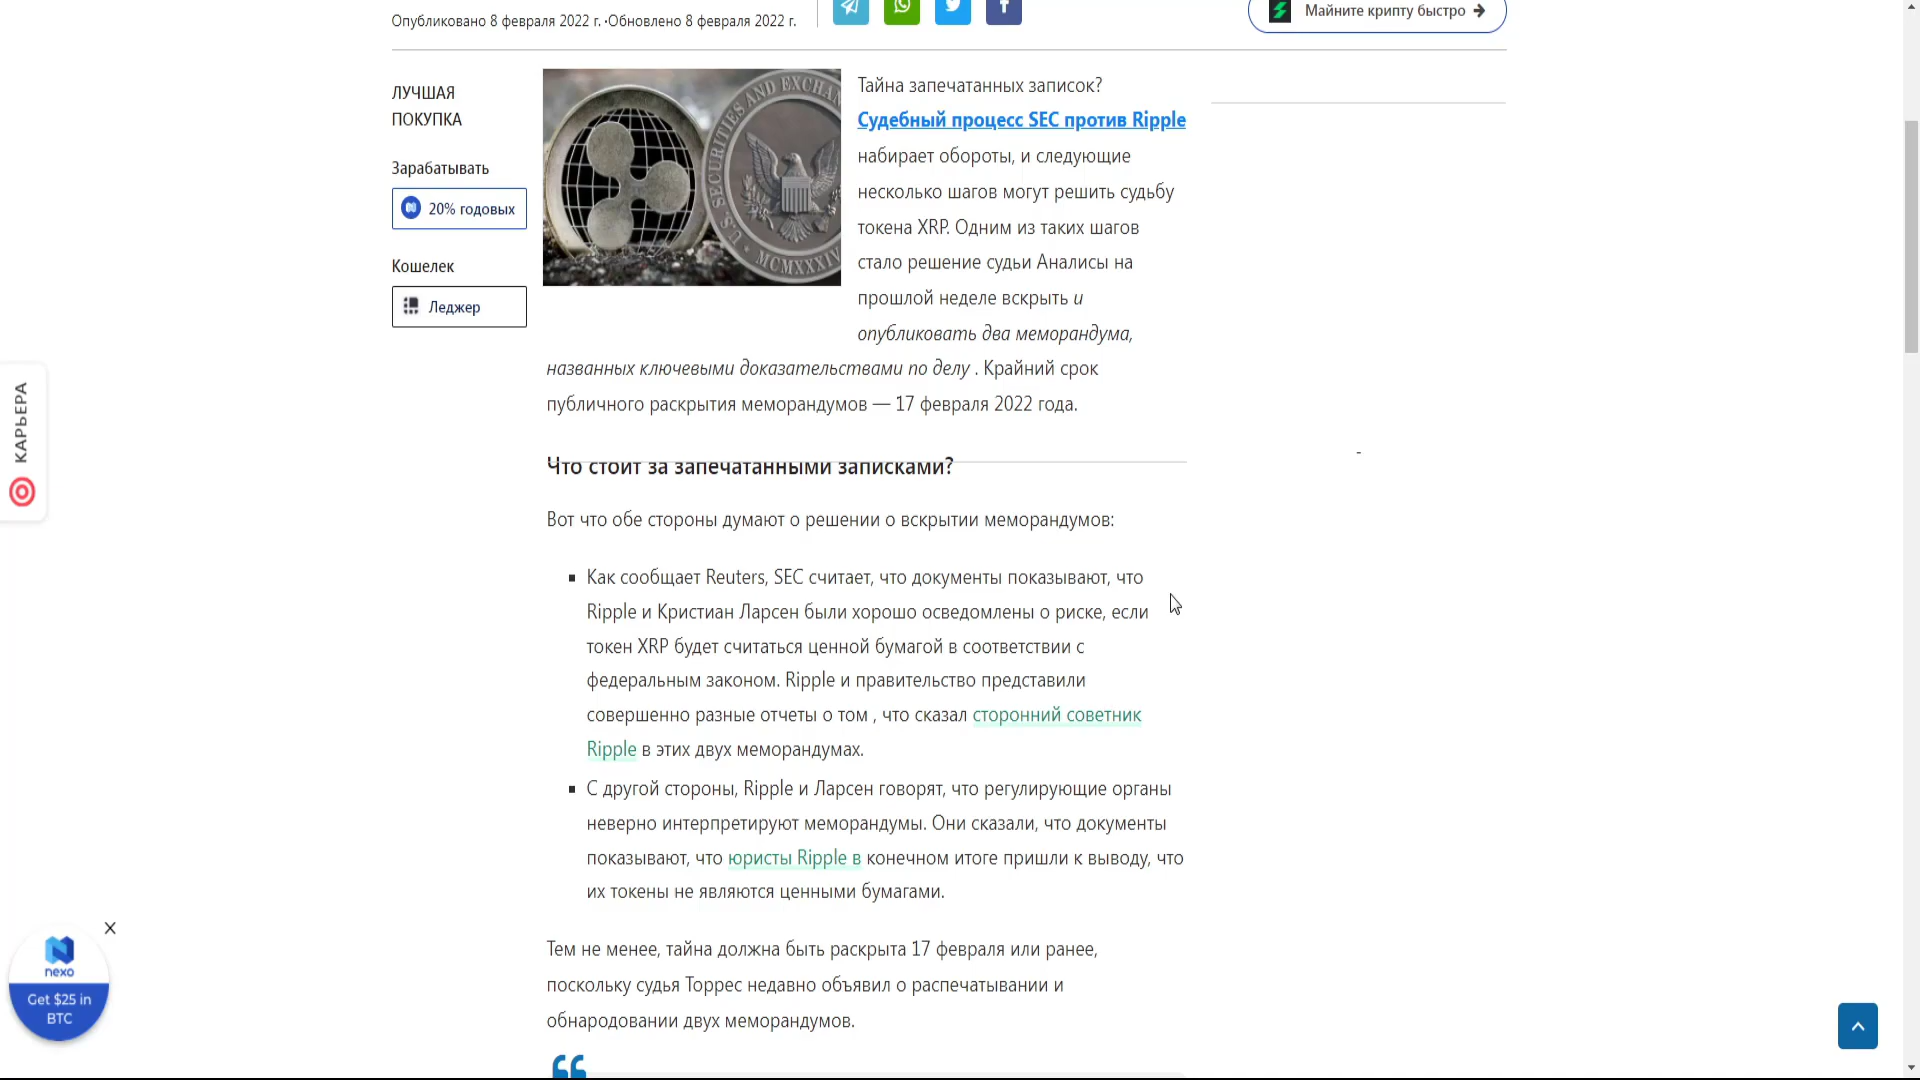 Опубликовано 8 февраля 2022 г. ·Обновлено 8 февраля 2022 г.
Майните крипту быстро
ЛУЧШАЯ
ПОКУПКА
Зарабатывать
20% годовых
Кошелек
Леджер
SECURITIES AND EXCHAN
U.S.
MCMXXXIV
Тайна запечатанных записок?
Судебный процесс SEC против Ripple
набирает обороты, и следующие
несколько шагов могут решить судьбу
токена XRP. Одним из таких шагов
стало решение судьи Аналисы на
прошлой неделе вскрыть и
опубликовать два меморандума,
названных ключевыми доказательствами по делу . Крайний срок
публичного раскрытия меморандумов — 17 февраля 2022 года.
Что стоит за запечатанными записками?
Вот что обе стороны думают о решении о вскрытии меморандумов:
Как сообщает Reuters, SEC считает, что документы показывают, что
Ripple и Кристиан Ларсен были хорошо осведомлены о риске, если
токен XRP будет считаться ценной бумагой в соответствии с
федеральным законом. Ripple и правительство представили
совершенно разные отчеты о том , что сказал сторонний советник
Ripple в этих двух меморандумах.
С другой стороны, Ripple и Ларсен говорят, что регулирующие органы
неверно интерпретируют меморандумы. Они сказали, что документы
показывают, что юристы Ripple в конечном итоге пришли к выводу, что
их токены не являются ценными бумагами.
Тем не менее, тайна должна быть раскрыта 17 февраля или ранее,
поскольку судья Торрес недавно объявил о распечатывании и
обнародовании двух меморандумов.
КАРЬЕРА
nexo
Get $25 in
BTC